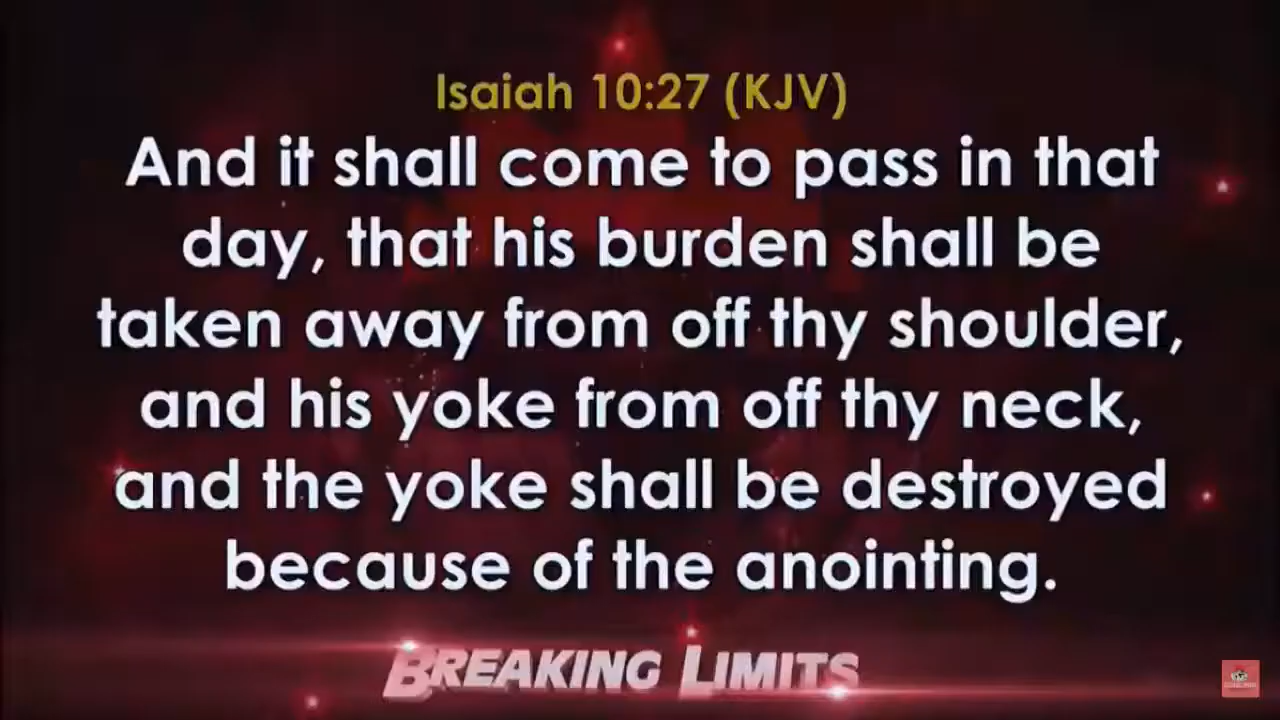 Isaiah 10:27 (KJV)
And it shall come to pass in that
day, that his burden shall be
taken away from off thy shoulder,
and his yoke from off thy neck,
and the yoke shall be destroyed
because of the anointing.
BREAKING LIMITS